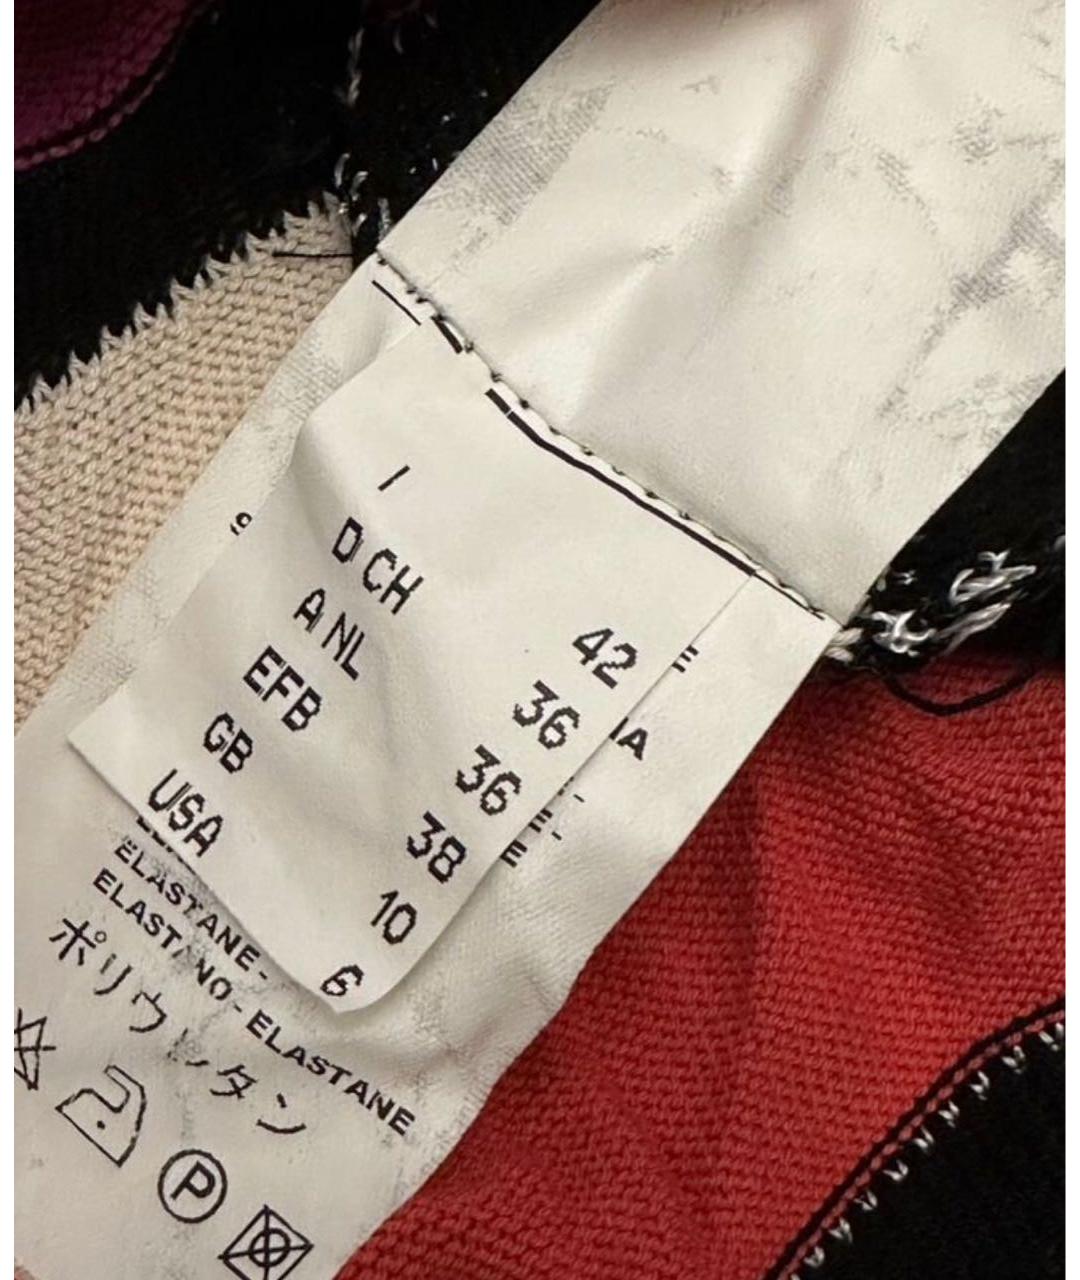 I 42
D CH 36
A NL 36
EFB 38
GB 10
USA 6
ELASTANE-
ELASTANO-ELASTANE
ポリウレタン
P